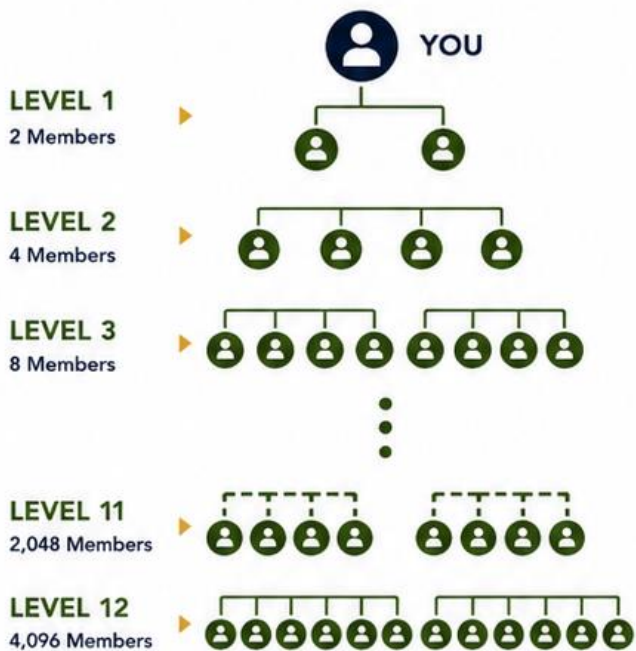 YOU
LEVEL 1
2 Members
LEVEL 2
4 Members
LEVEL 3
8 Members
LEVEL 11
2,048 Members
LEVEL 12
4,096 Members